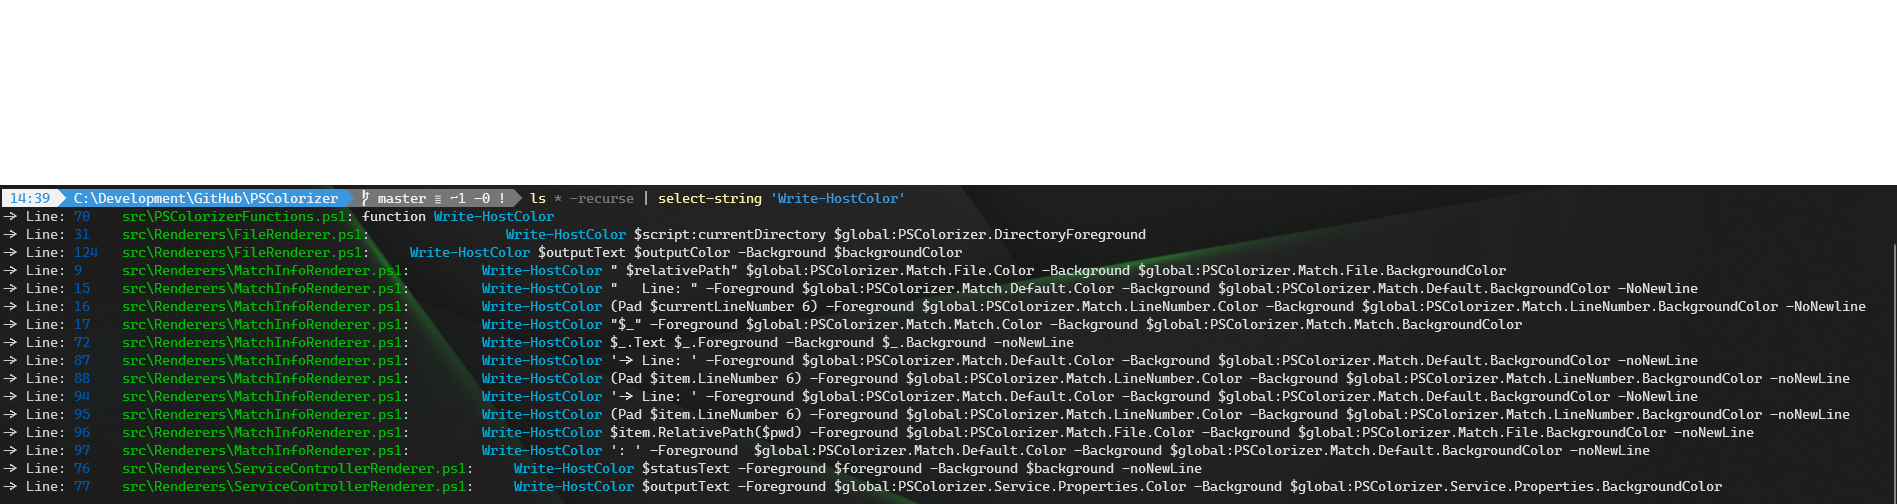 14:39 C:\Development\GitHub\PSColorizer master ≡ ~1 -0 ! ls * -recurse | select-string 'Write-HostColor'
-> Line: 70 src\PSColorizerFunctions.ps1: function Write-HostColor
-> Line: 31 src\Renderers\FileRenderer.ps1: Write-HostColor $script:currentDirectory $global:PSColorizer.DirectoryForeground
-> Line: 124 src\Renderers\FileRenderer.ps1: Write-HostColor $outputText $outputColor -Background $backgroundColor
-> Line: 9 src\Renderers\MatchInfoRenderer.ps1: Write-HostColor " $relativePath" $global:PSColorizer.Match.File.Color -Background $global:PSColorizer.Match.File.BackgroundColor
-> Line: 15 src\Renderers\MatchInfoRenderer.ps1: Write-HostColor "   Line: " -Foreground $global:PSColorizer.Match.Default.Color -Background $global:PSColorizer.Match.Default.BackgroundColor -NoNewline
-> Line: 16 src\Renderers\MatchInfoRenderer.ps1: Write-HostColor (Pad $currentLineNumber 6) -Foreground $global:PSColorizer.Match.LineNumber.Color -Background $global:PSColorizer.Match.LineNumber.BackgroundColor -NoNewline
-> Line: 17 src\Renderers\MatchInfoRenderer.ps1: Write-HostColor "$_" -Foreground $global:PSColorizer.Match.Match.Color -Background $global:PSColorizer.Match.Match.BackgroundColor
-> Line: 72 src\Renderers\MatchInfoRenderer.ps1: Write-HostColor $_.Text $_.Foreground -Background $_.Background -noNewLine
-> Line: 87 src\Renderers\MatchInfoRenderer.ps1: Write-HostColor '-> Line: ' -Foreground $global:PSColorizer.Match.Default.Color -Background $global:PSColorizer.Match.Default.BackgroundColor -noNewLine
-> Line: 88 src\Renderers\MatchInfoRenderer.ps1: Write-HostColor (Pad $item.LineNumber 6) -Foreground $global:PSColorizer.Match.LineNumber.Color -Background $global:PSColorizer.Match.LineNumber.BackgroundColor -noNewLine
-> Line: 94 src\Renderers\MatchInfoRenderer.ps1: Write-HostColor '-> Line: ' -Foreground $global:PSColorizer.Match.Default.Color -Background $global:PSColorizer.Match.Default.BackgroundColor -NoNewLine
-> Line: 95 src\Renderers\MatchInfoRenderer.ps1: Write-HostColor (Pad $item.LineNumber 6) -Foreground $global:PSColorizer.Match.LineNumber.Color -Background $global:PSColorizer.Match.LineNumber.BackgroundColor -noNewLine
-> Line: 96 src\Renderers\MatchInfoRenderer.ps1: Write-HostColor $item.RelativePath($pwd) -Foreground $global:PSColorizer.Match.File.Color -Background $global:PSColorizer.Match.File.BackgroundColor -noNewLine
-> Line: 97 src\Renderers\MatchInfoRenderer.ps1: Write-HostColor ': ' -Foreground  $global:PSColorizer.Match.Default.Color -Background $global:PSColorizer.Match.Default.BackgroundColor -noNewLine
-> Line: 76 src\Renderers\ServiceControllerRenderer.ps1: Write-HostColor $statusText -Foreground $foreground -Background $background -noNewLine
-> Line: 77 src\Renderers\ServiceControllerRenderer.ps1: Write-HostColor $outputText -Foreground $global:PSColorizer.Service.Properties.Color -Background $global:PSColorizer.Service.Properties.BackgroundColor